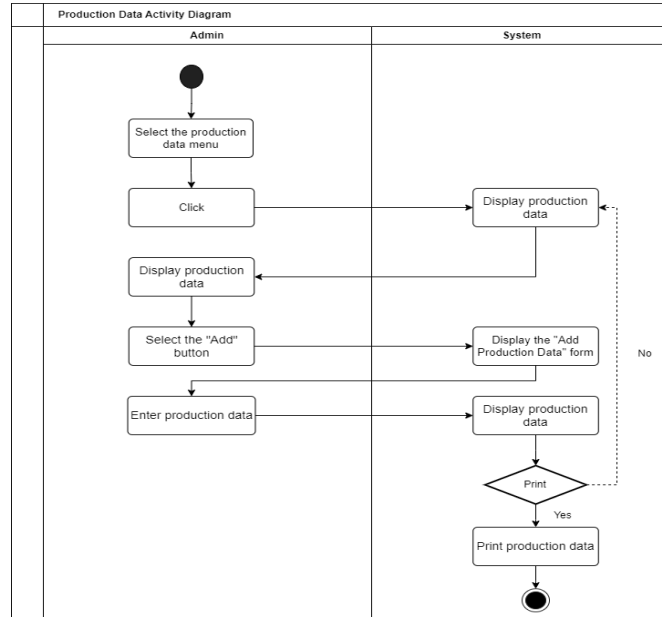 Production Data Activity Diagram
Admin
System
Select the production
data menu
Click
Display production
data
Display production
data
Select the "Add"
button
Display the "Add
Production Data" form
No
Enter production data
Display production
data
Print
Yes
Print production data